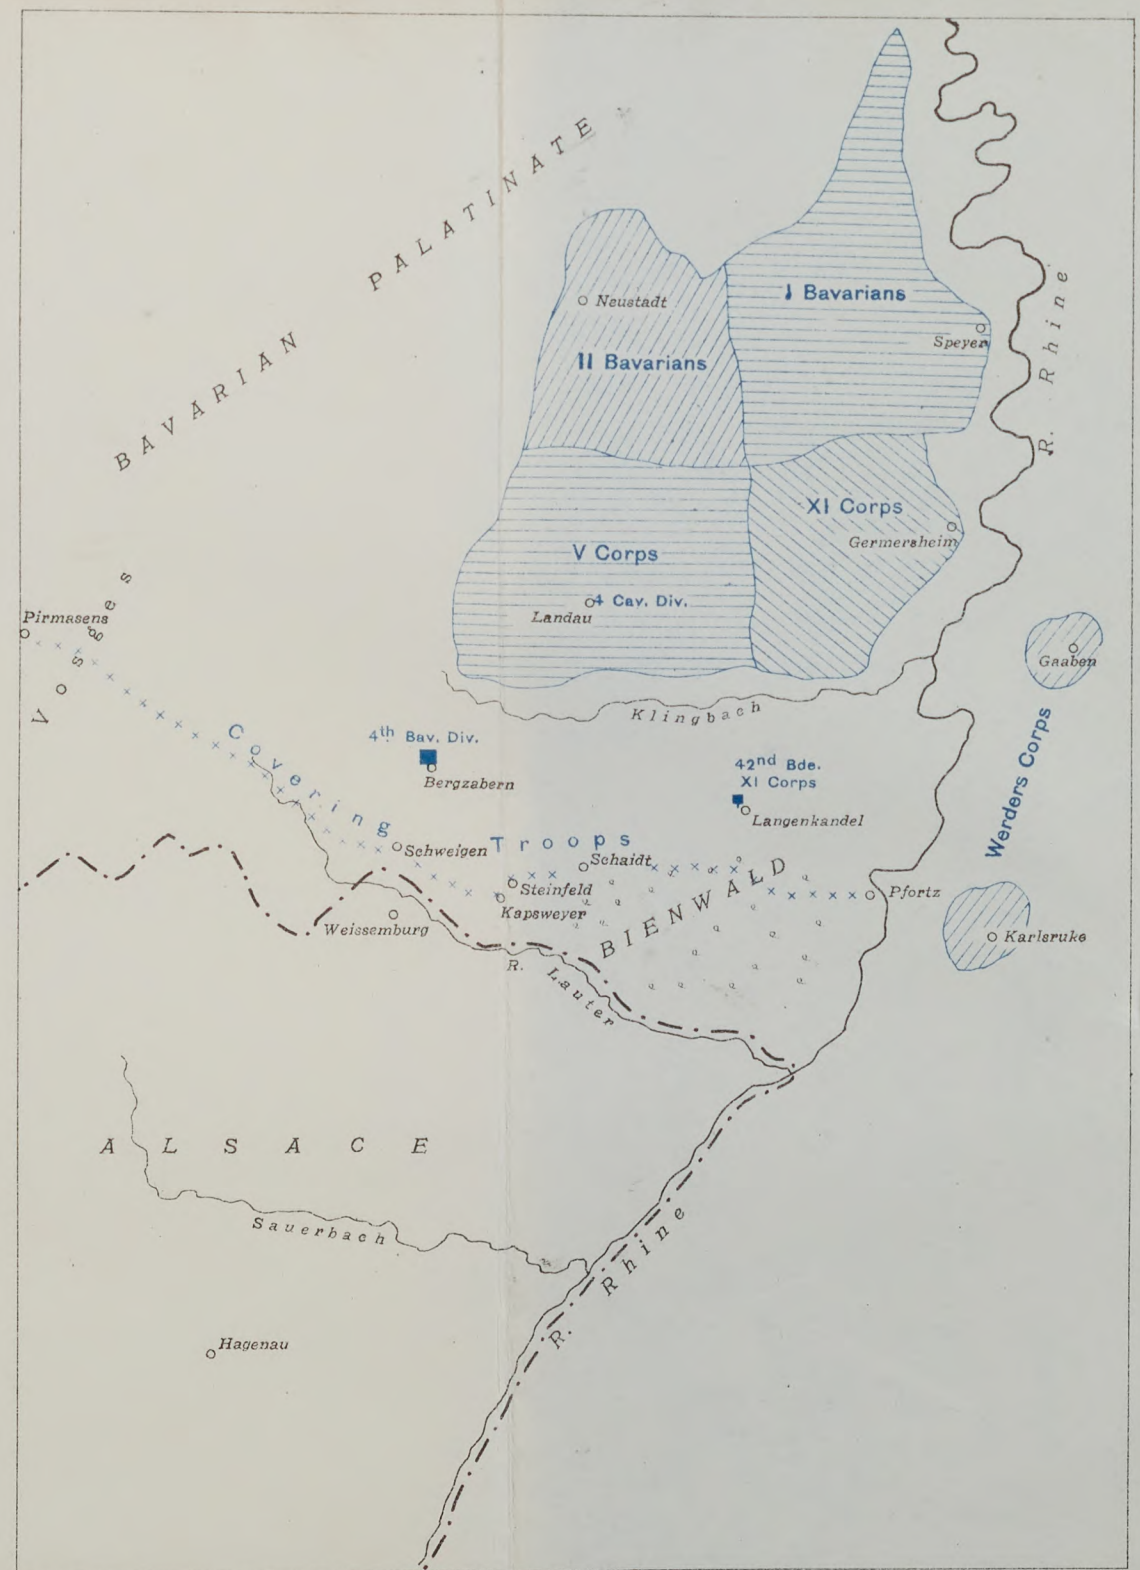 BAVARIAN PALATINATE
R. Rhine
I Bavarians
Neustadt
Speyer
II Bavarians
XI Corps
Germersheim
V Corps
4 Cav. Div.
Landau
Vosges
Pirmasens
Gaaben
Klingbach
Werders Corps
4th Bav. Div.
Bergzabern
42nd Bde.
XI Corps
Langenkandel
Covering Troops
Schweigen
Schaidt
Steinfeld
Kapsweyer
BIENWALD
Pfortz
Weissemburg
Karlsruke
R. Lauter
ALSACE
Sauerbach
R. Rhine
Hagenau